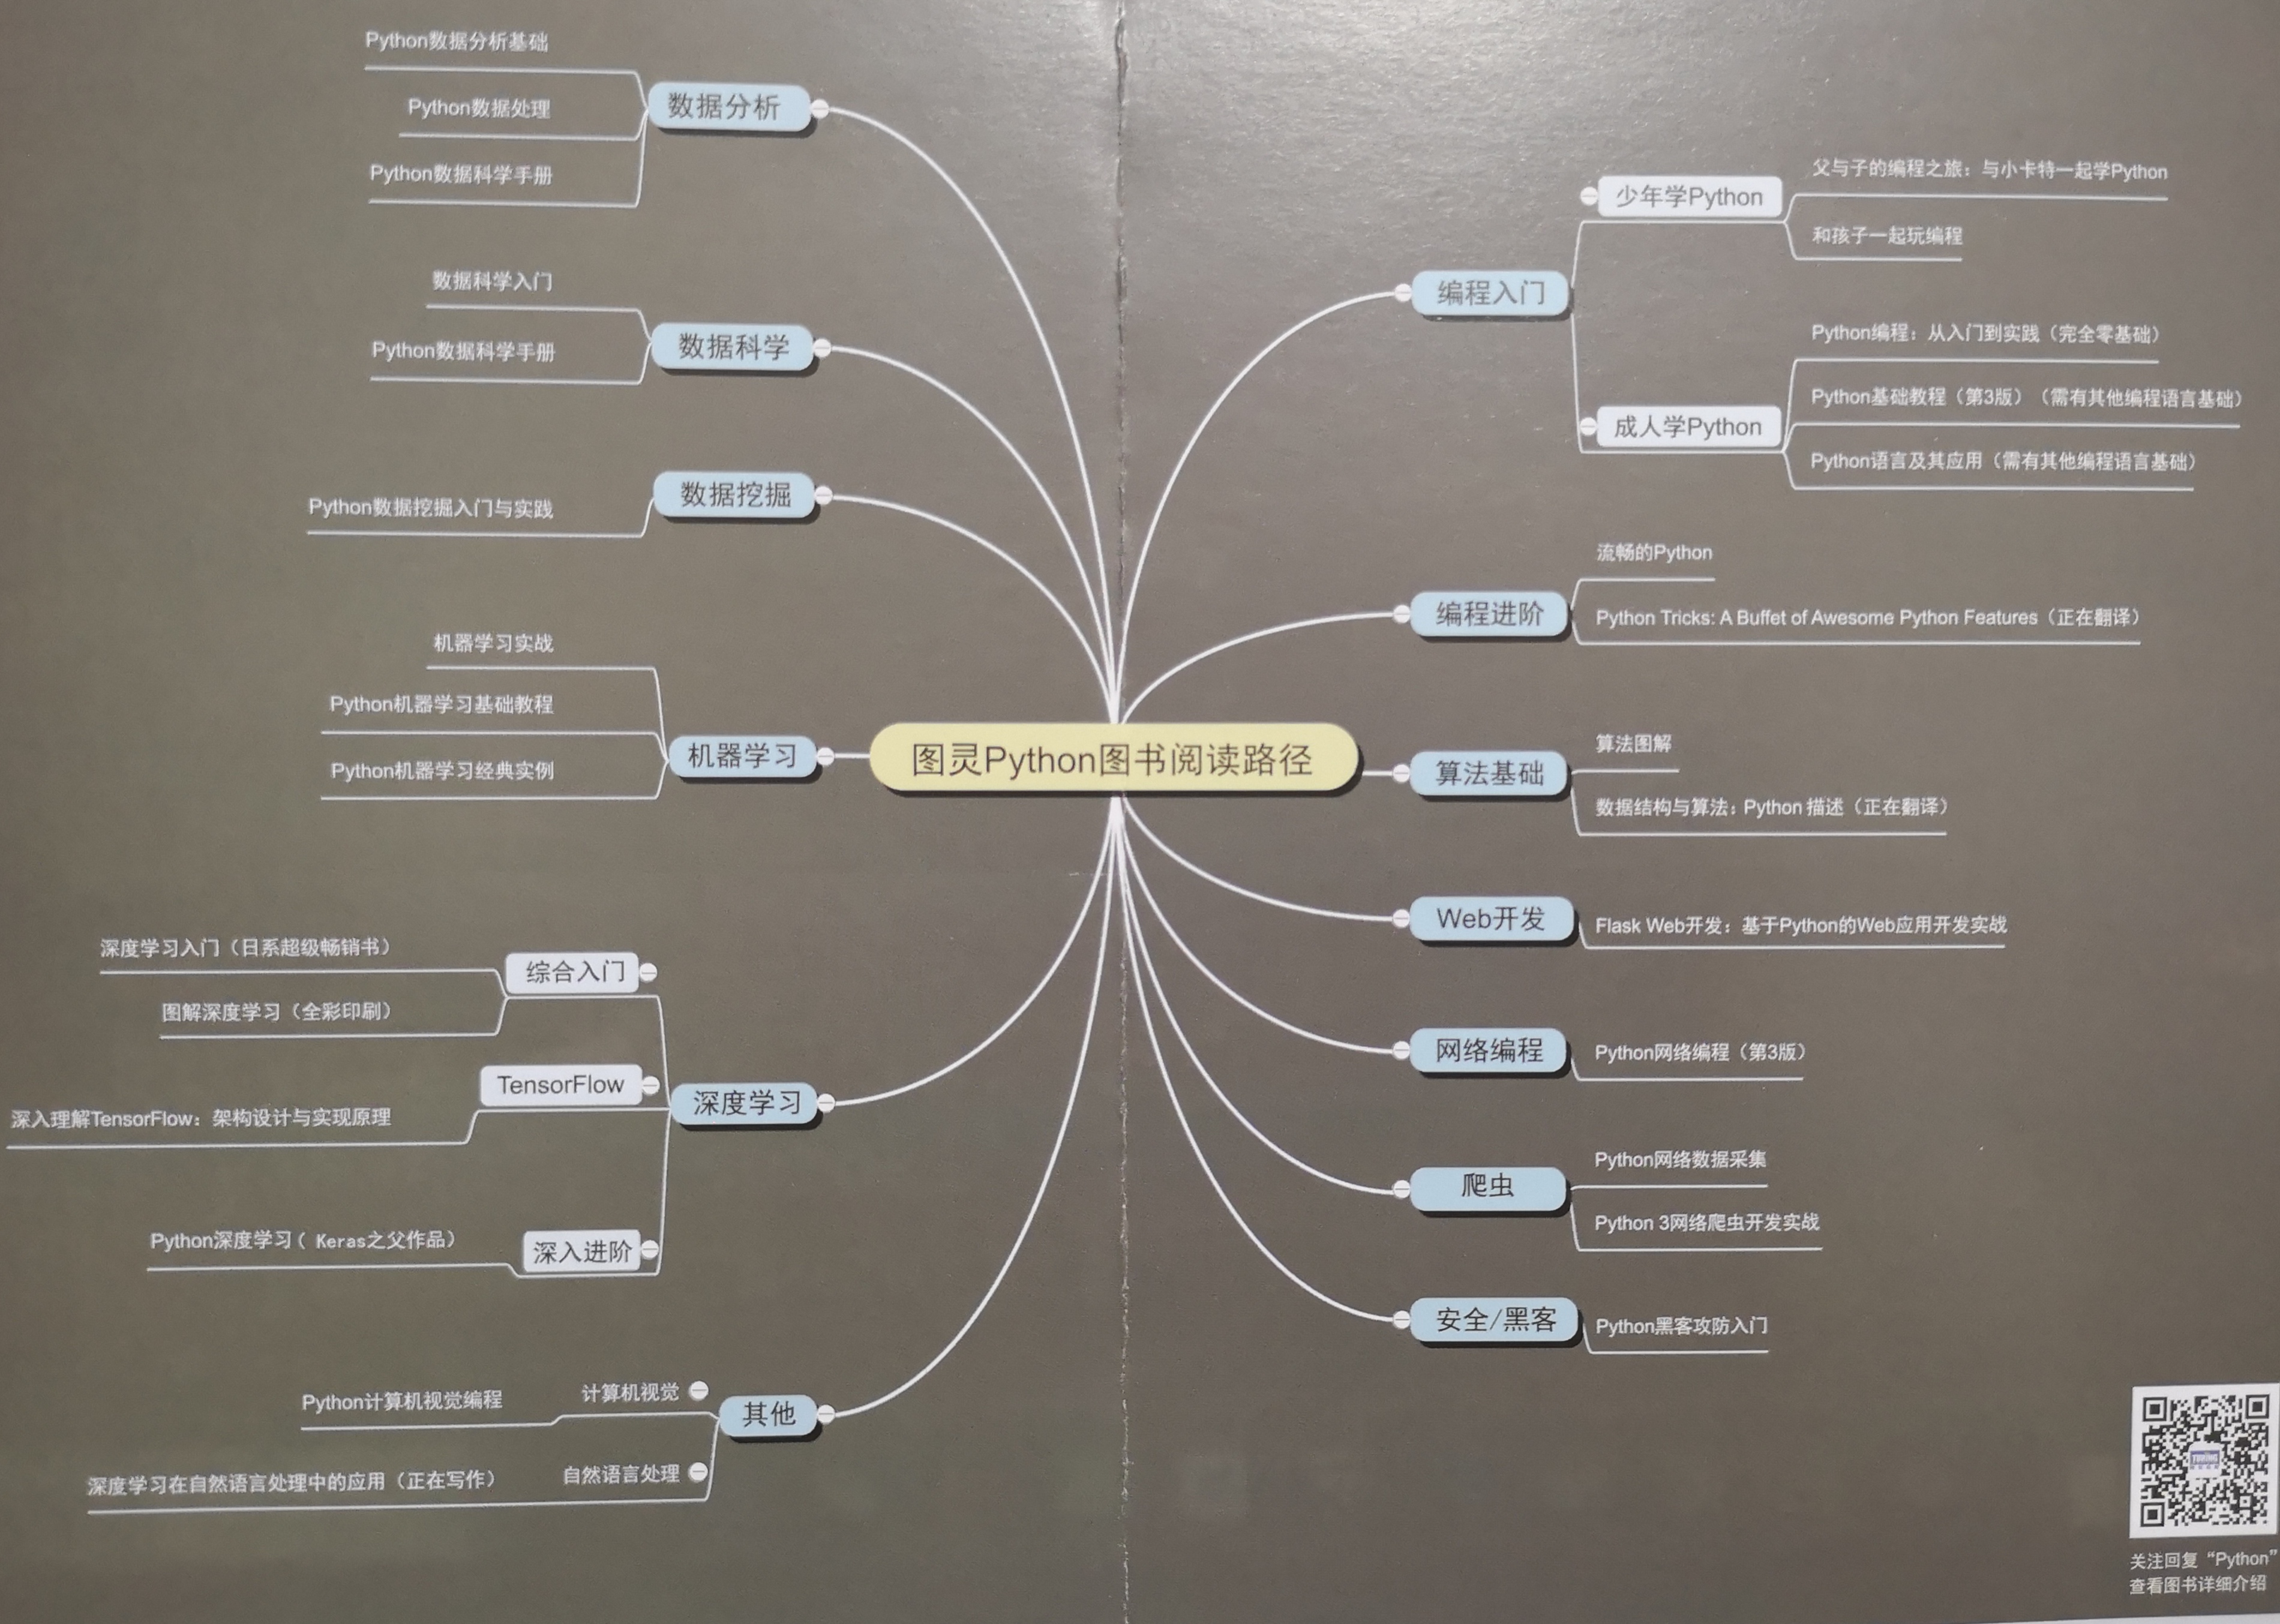 图灵Python图书阅读路径
数据分析
Python数据分析基础
Python数据处理
Python数据科学手册
数据科学
数据科学入门
Python数据科学手册
数据挖掘
Python数据挖掘入门与实践
机器学习
机器学习实战
Python机器学习基础教程
Python机器学习经典实例
深度学习
综合入门
深度学习入门（日系超级畅销书）
图解深度学习（全彩印刷）
TensorFlow
深入理解TensorFlow：架构设计与实现原理
深入进阶
Python深度学习（ Keras之父作品）
其他
计算机视觉
Python计算机视觉编程
自然语言处理
深度学习在自然语言处理中的应用（正在写作）
编程入门
少年学Python
父与子的编程之旅：与小卡特一起学Python
和孩子一起玩编程
成人学Python
Python编程：从入门到实践（完全零基础）
Python基础教程（第3版）（需有其他编程语言基础）
Python语言及其应用（需有其他编程语言基础）
编程进阶
流畅的Python
Python Tricks: A Buffet of Awesome Python Features（正在翻译）
算法基础
算法图解
数据结构与算法：Python 描述（正在翻译）
Web开发
Flask Web开发：基于Python的Web应用开发实战
网络编程
Python网络编程（第3版）
爬虫
Python网络数据采集
Python 3网络爬虫开发实战
安全/黑客
Python黑客攻防入门
TURING
关注回复“Python”
查看图书详细介绍